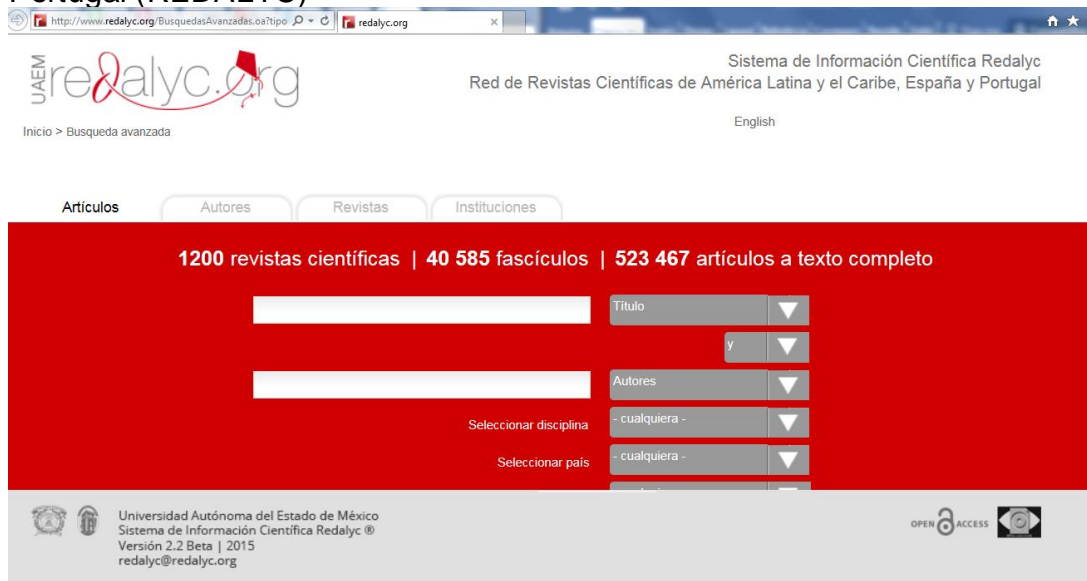 Portugal (REDALYC)
http://www.redalyc.org/BusquedasAvanzadas.oa?tipo
redalyc.org
UAEM
redalyc.org
Sistema de Información Científica Redalyc
Red de Revistas Científicas de América Latina y el Caribe, España y Portugal
English
Inicio > Busqueda avanzada
Artículos Autores Revistas Instituciones
1200 revistas científicas | 40 585 fascículos | 523 467 artículos a texto completo
Título
y
Autores
Seleccionar disciplina - cualquiera -
Seleccionar país - cualquiera -
Universidad Autónoma del Estado de México
Sistema de Información Científica Redalyc ®
Versión 2.2 Beta | 2015
redalyc@redalyc.org
OPEN ACCESS